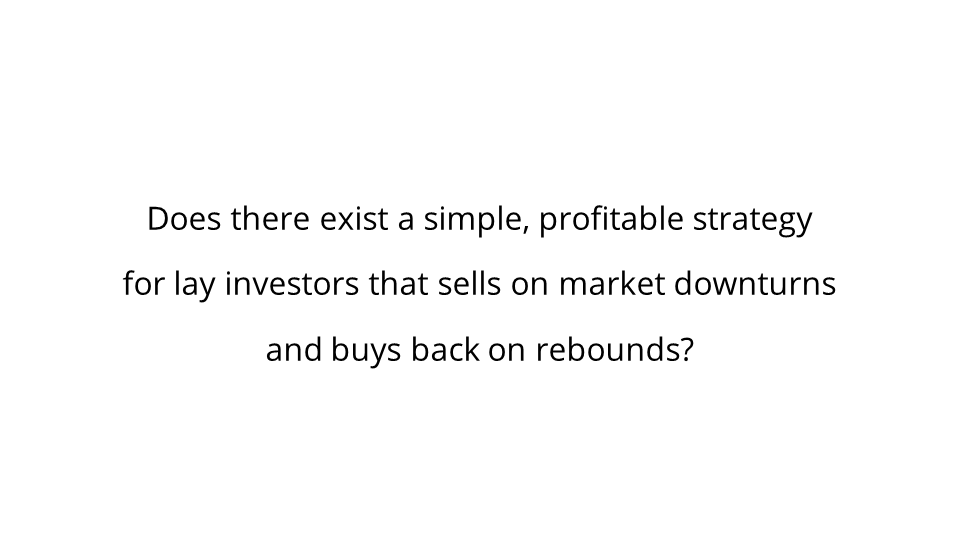 Does there exist a simple, profitable strategy
for lay investors that sells on market downturns
and buys back on rebounds?